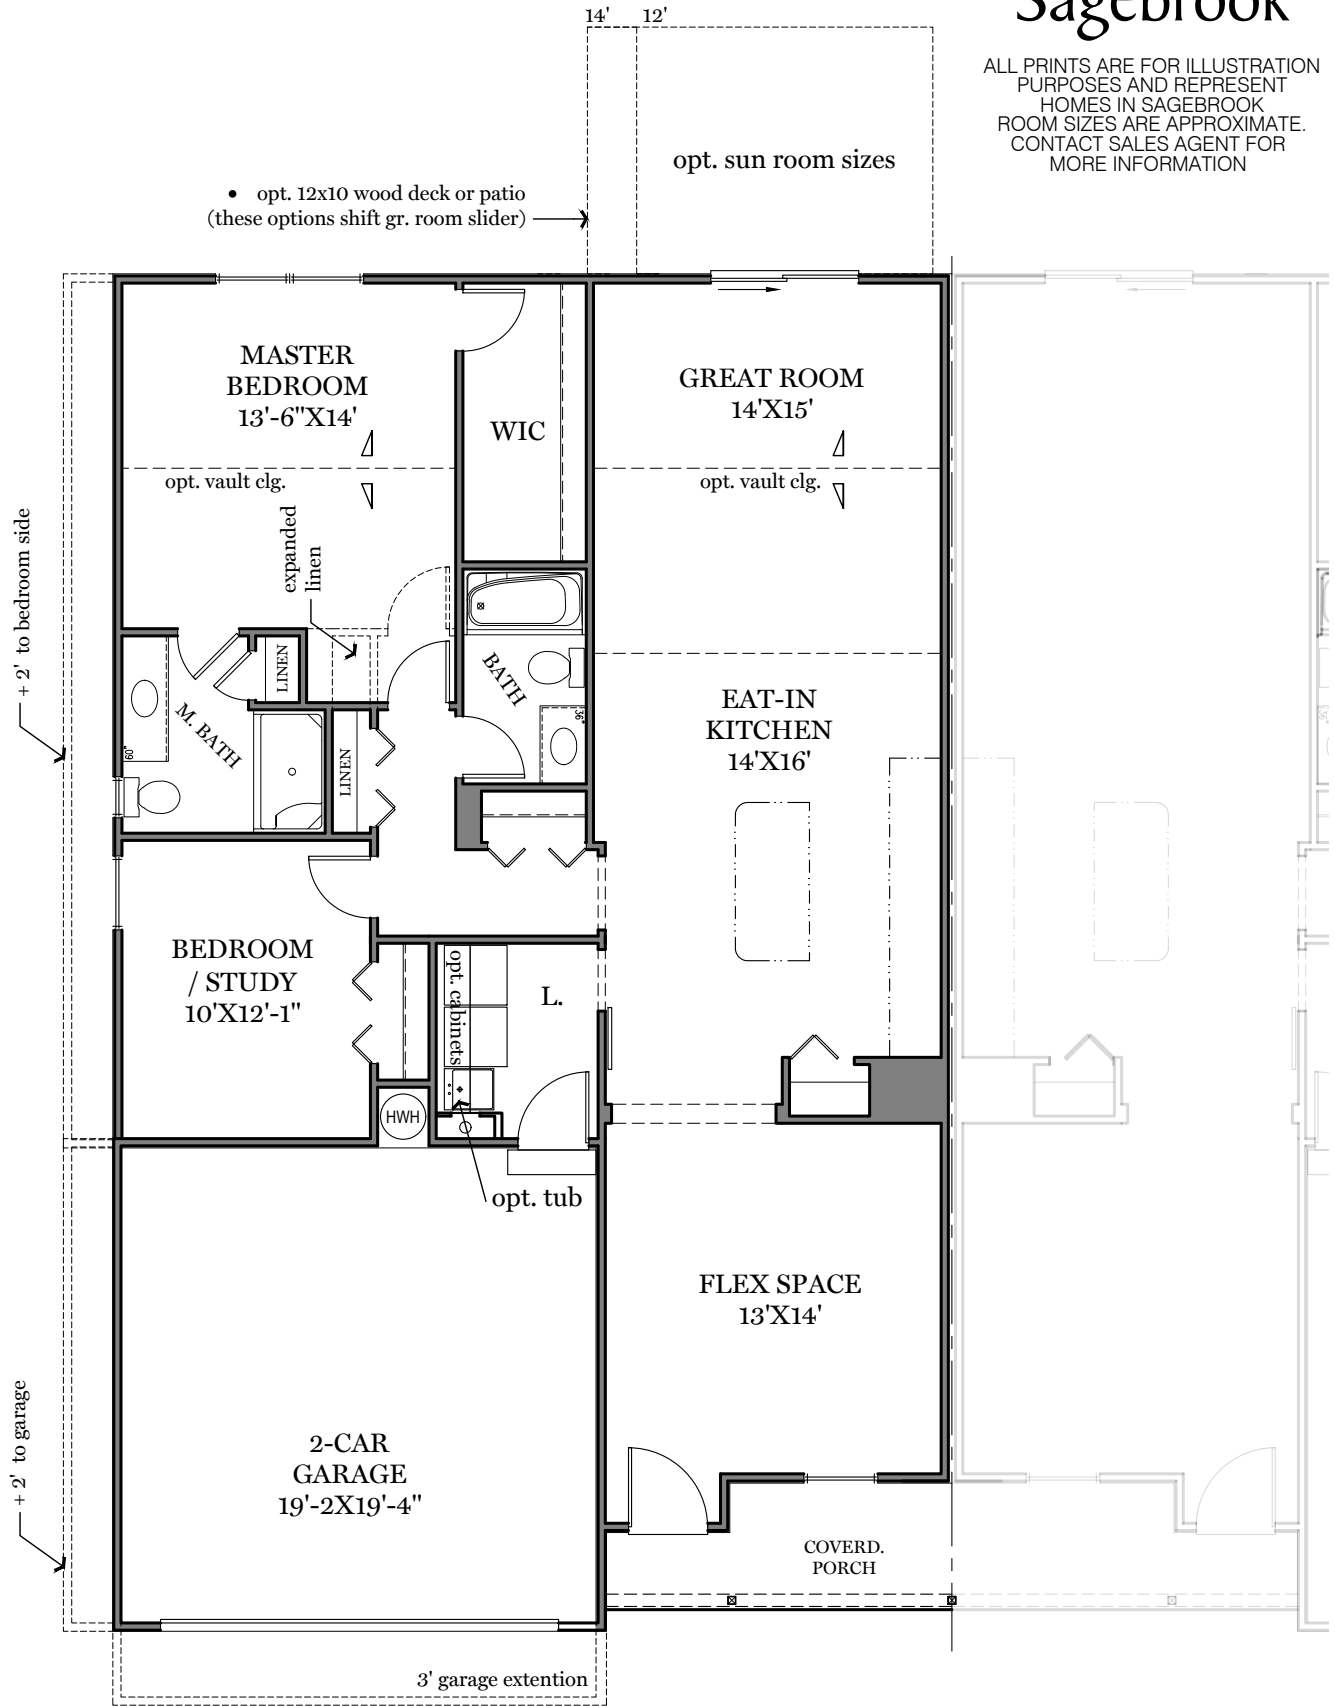 Sagebrook
ALL PRINTS ARE FOR ILLUSTRATION
PURPOSES AND REPRESENT
HOMES IN SAGEBROOK
ROOM SIZES ARE APPROXIMATE.
CONTACT SALES AGENT FOR
MORE INFORMATION
14' 12'
opt. sun room sizes
• opt. 12x10 wood deck or patio
(these options shift gr. room slider)
MASTER
BEDROOM
13'-6"X14'
WIC
GREAT ROOM
14'X15'
opt. vault clg.
opt. vault clg.
expanded
linen
+ 2' to bedroom side
LINEN
BATH
36"
M. BATH
60"
LINEN
EAT-IN
KITCHEN
14'X16'
BEDROOM
/ STUDY
10'X12'-1"
opt. cabinets
L.
HWH
opt. tub
FLEX SPACE
13'X14'
+ 2' to garage
2-CAR
GARAGE
19'-2X19'-4"
COVERD.
PORCH
3' garage extention
36"